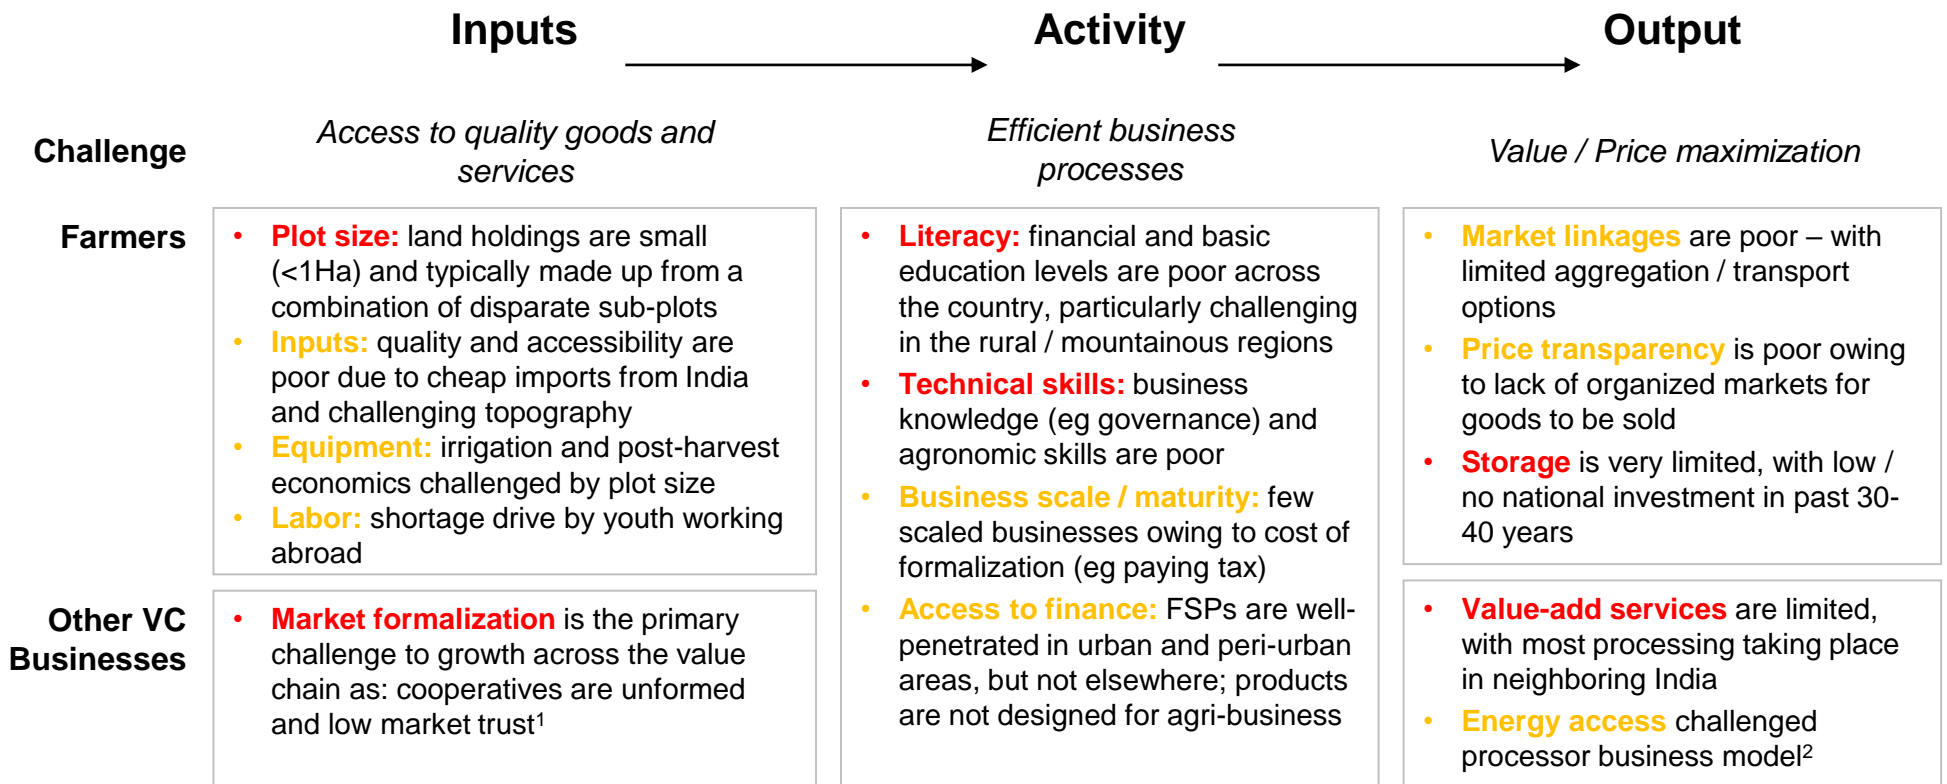 Inputs
Activity
Output
Challenge
Access to quality goods and
services
Efficient business
processes
Value / Price maximization
Farmers
• Plot size: land holdings are small
(<1Ha) and typically made up from a
combination of disparate sub-plots
• Inputs: quality and accessibility are
poor due to cheap imports from India
and challenging topography
• Equipment: irrigation and post-harvest
economics challenged by plot size
• Labor: shortage drive by youth working
abroad
• Literacy: financial and basic
education levels are poor across
the country, particularly challenging
in the rural / mountainous regions
• Technical skills: business
knowledge (eg governance) and
agronomic skills are poor
• Business scale / maturity: few
scaled businesses owing to cost of
formalization (eg paying tax)
• Access to finance: FSPs are well-
penetrated in urban and peri-urban
areas, but not elsewhere; products
are not designed for agri-business
• Market linkages are poor – with
limited aggregation / transport
options
• Price transparency is poor owing
to lack of organized markets for
goods to be sold
• Storage is very limited, with low /
no national investment in past 30-
40 years
Other VC
Businesses
• Market formalization is the primary
challenge to growth across the value
chain as: cooperatives are unformed
and low market trust¹
• Value-add services are limited,
with most processing taking place
in neighboring India
• Energy access challenged
processor business model²